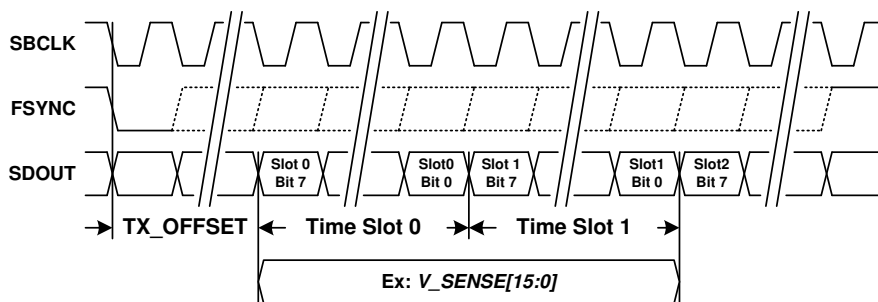 SBCLK
FSYNC
SDOUT
Slot 0
Bit 7
Slot0
Bit 0
Slot 1
Bit 7
Slot1
Bit 0
Slot2
Bit 7
TX_OFFSET
Time Slot 0
Time Slot 1
Ex: V_SENSE[15:0]